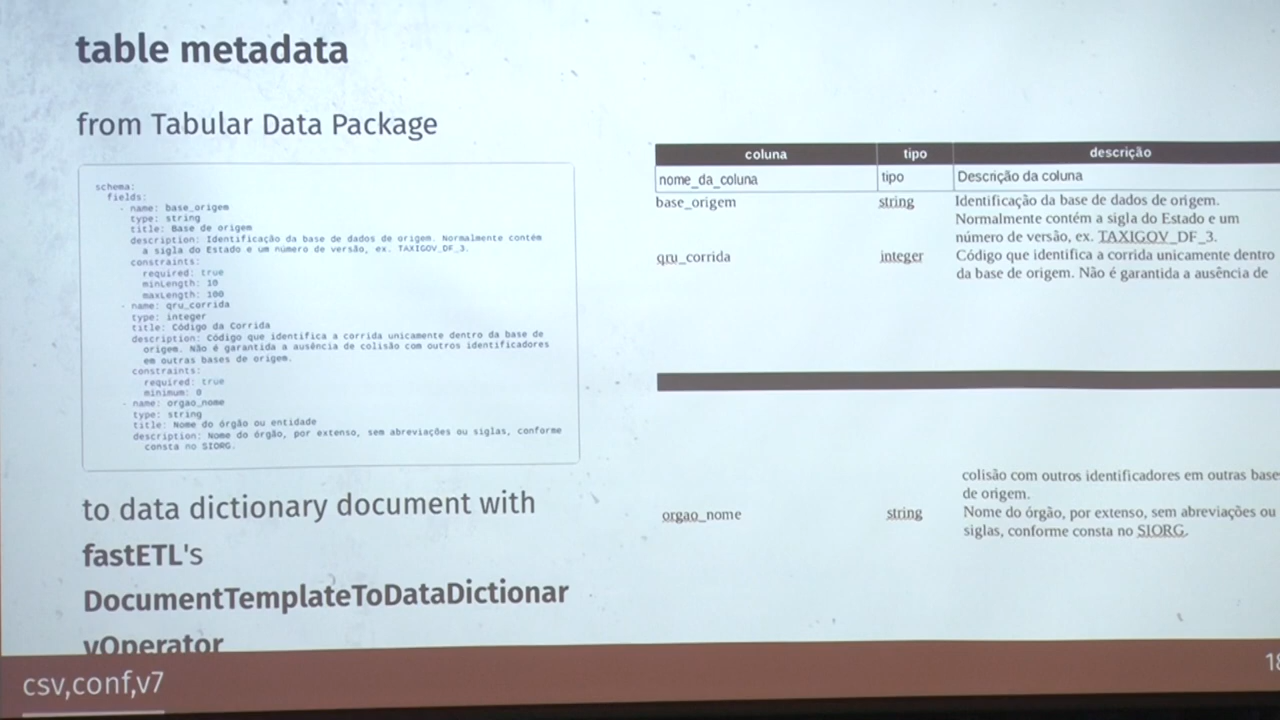 table metadata
from Tabular Data Package
schema:
fields:
- name: base_origem
type: string
title: Base de origem
description: Identificação da base de dados de origem. Normalmente contém
a sigla do Estado e um número de versão, ex. TAXIGOV_DF_3.
constraints:
required: true
minLength: 10
maxLength: 100
- name: qru_corrida
type: integer
title: Código da Corrida
description: Código que identifica a corrida unicamente dentro da base de
origem. Não é garantida a ausência de colisão com outros identificadores
em outras bases de origem.
constraints:
required: true
minimum: 0
- name: orgao_nome
type: string
title: Nome do órgão ou entidade
description: Nome do órgão, por extenso, sem abreviações ou siglas, conforme
consta no SIORG.
to data dictionary document with
fastETL's
DocumentTemplateToDataDictionar
yOperator
coluna tipo descrição
nome_da_coluna tipo Descrição da coluna
base_origem string Identificação da base de dados de origem.
Normalmente contém a sigla do Estado e um
número de versão, ex. TAXIGOV_DF_3.
qru_corrida integer Código que identifica a corrida unicamente dentro
da base de origem. Não é garantida a ausência de
colisão com outros identificadores em outras bases
de origem.
orgao_nome string Nome do órgão, por extenso, sem abreviações ou
siglas, conforme consta no SIORG.
csv,conf,v7
18